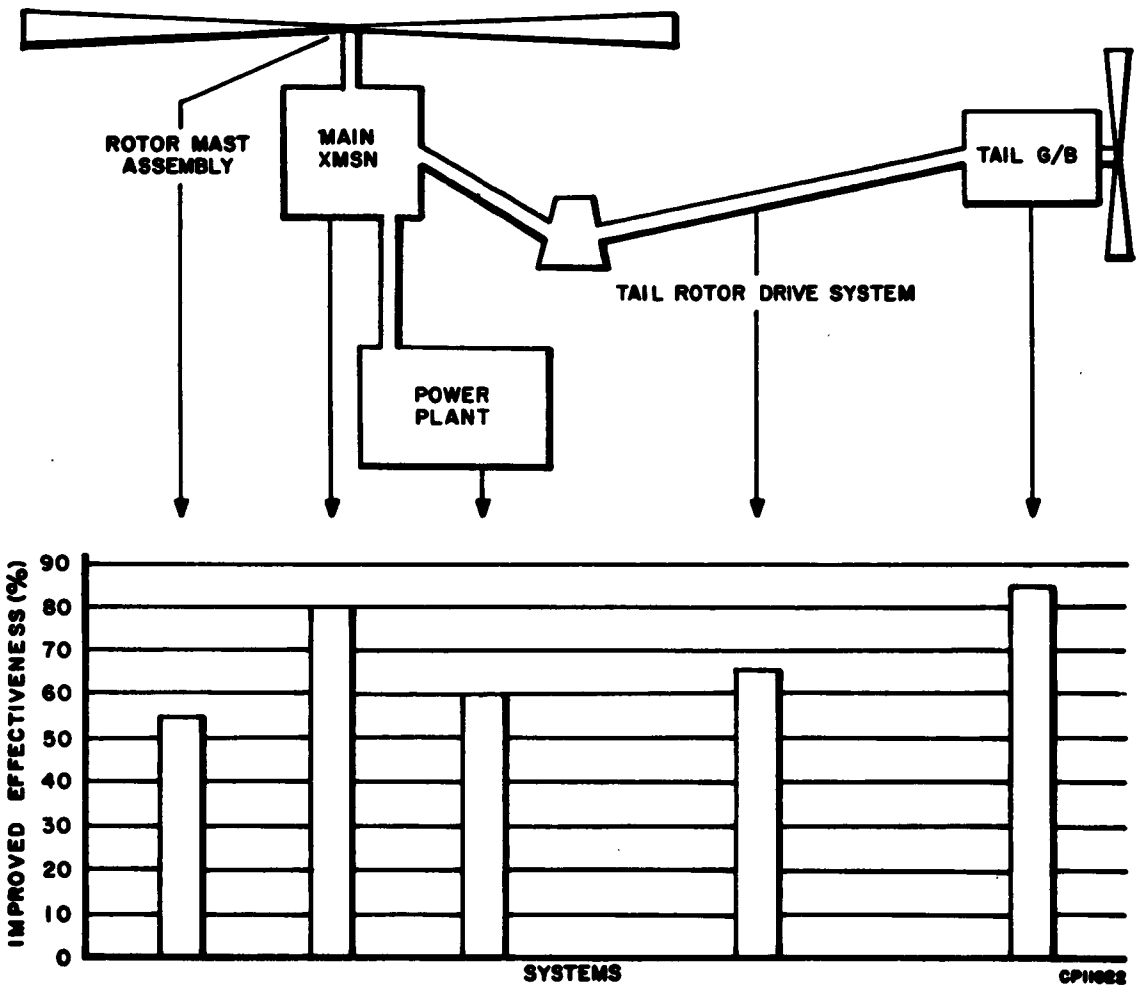 ROTOR MAST
ASSEMBLY
MAIN
XMSN
TAIL G/B
TAIL ROTOR DRIVE SYSTEM
POWER
PLANT
IMPROVED EFFECTIVENESS (%)
90
80
70
60
50
40
30
20
10
0
SYSTEMS